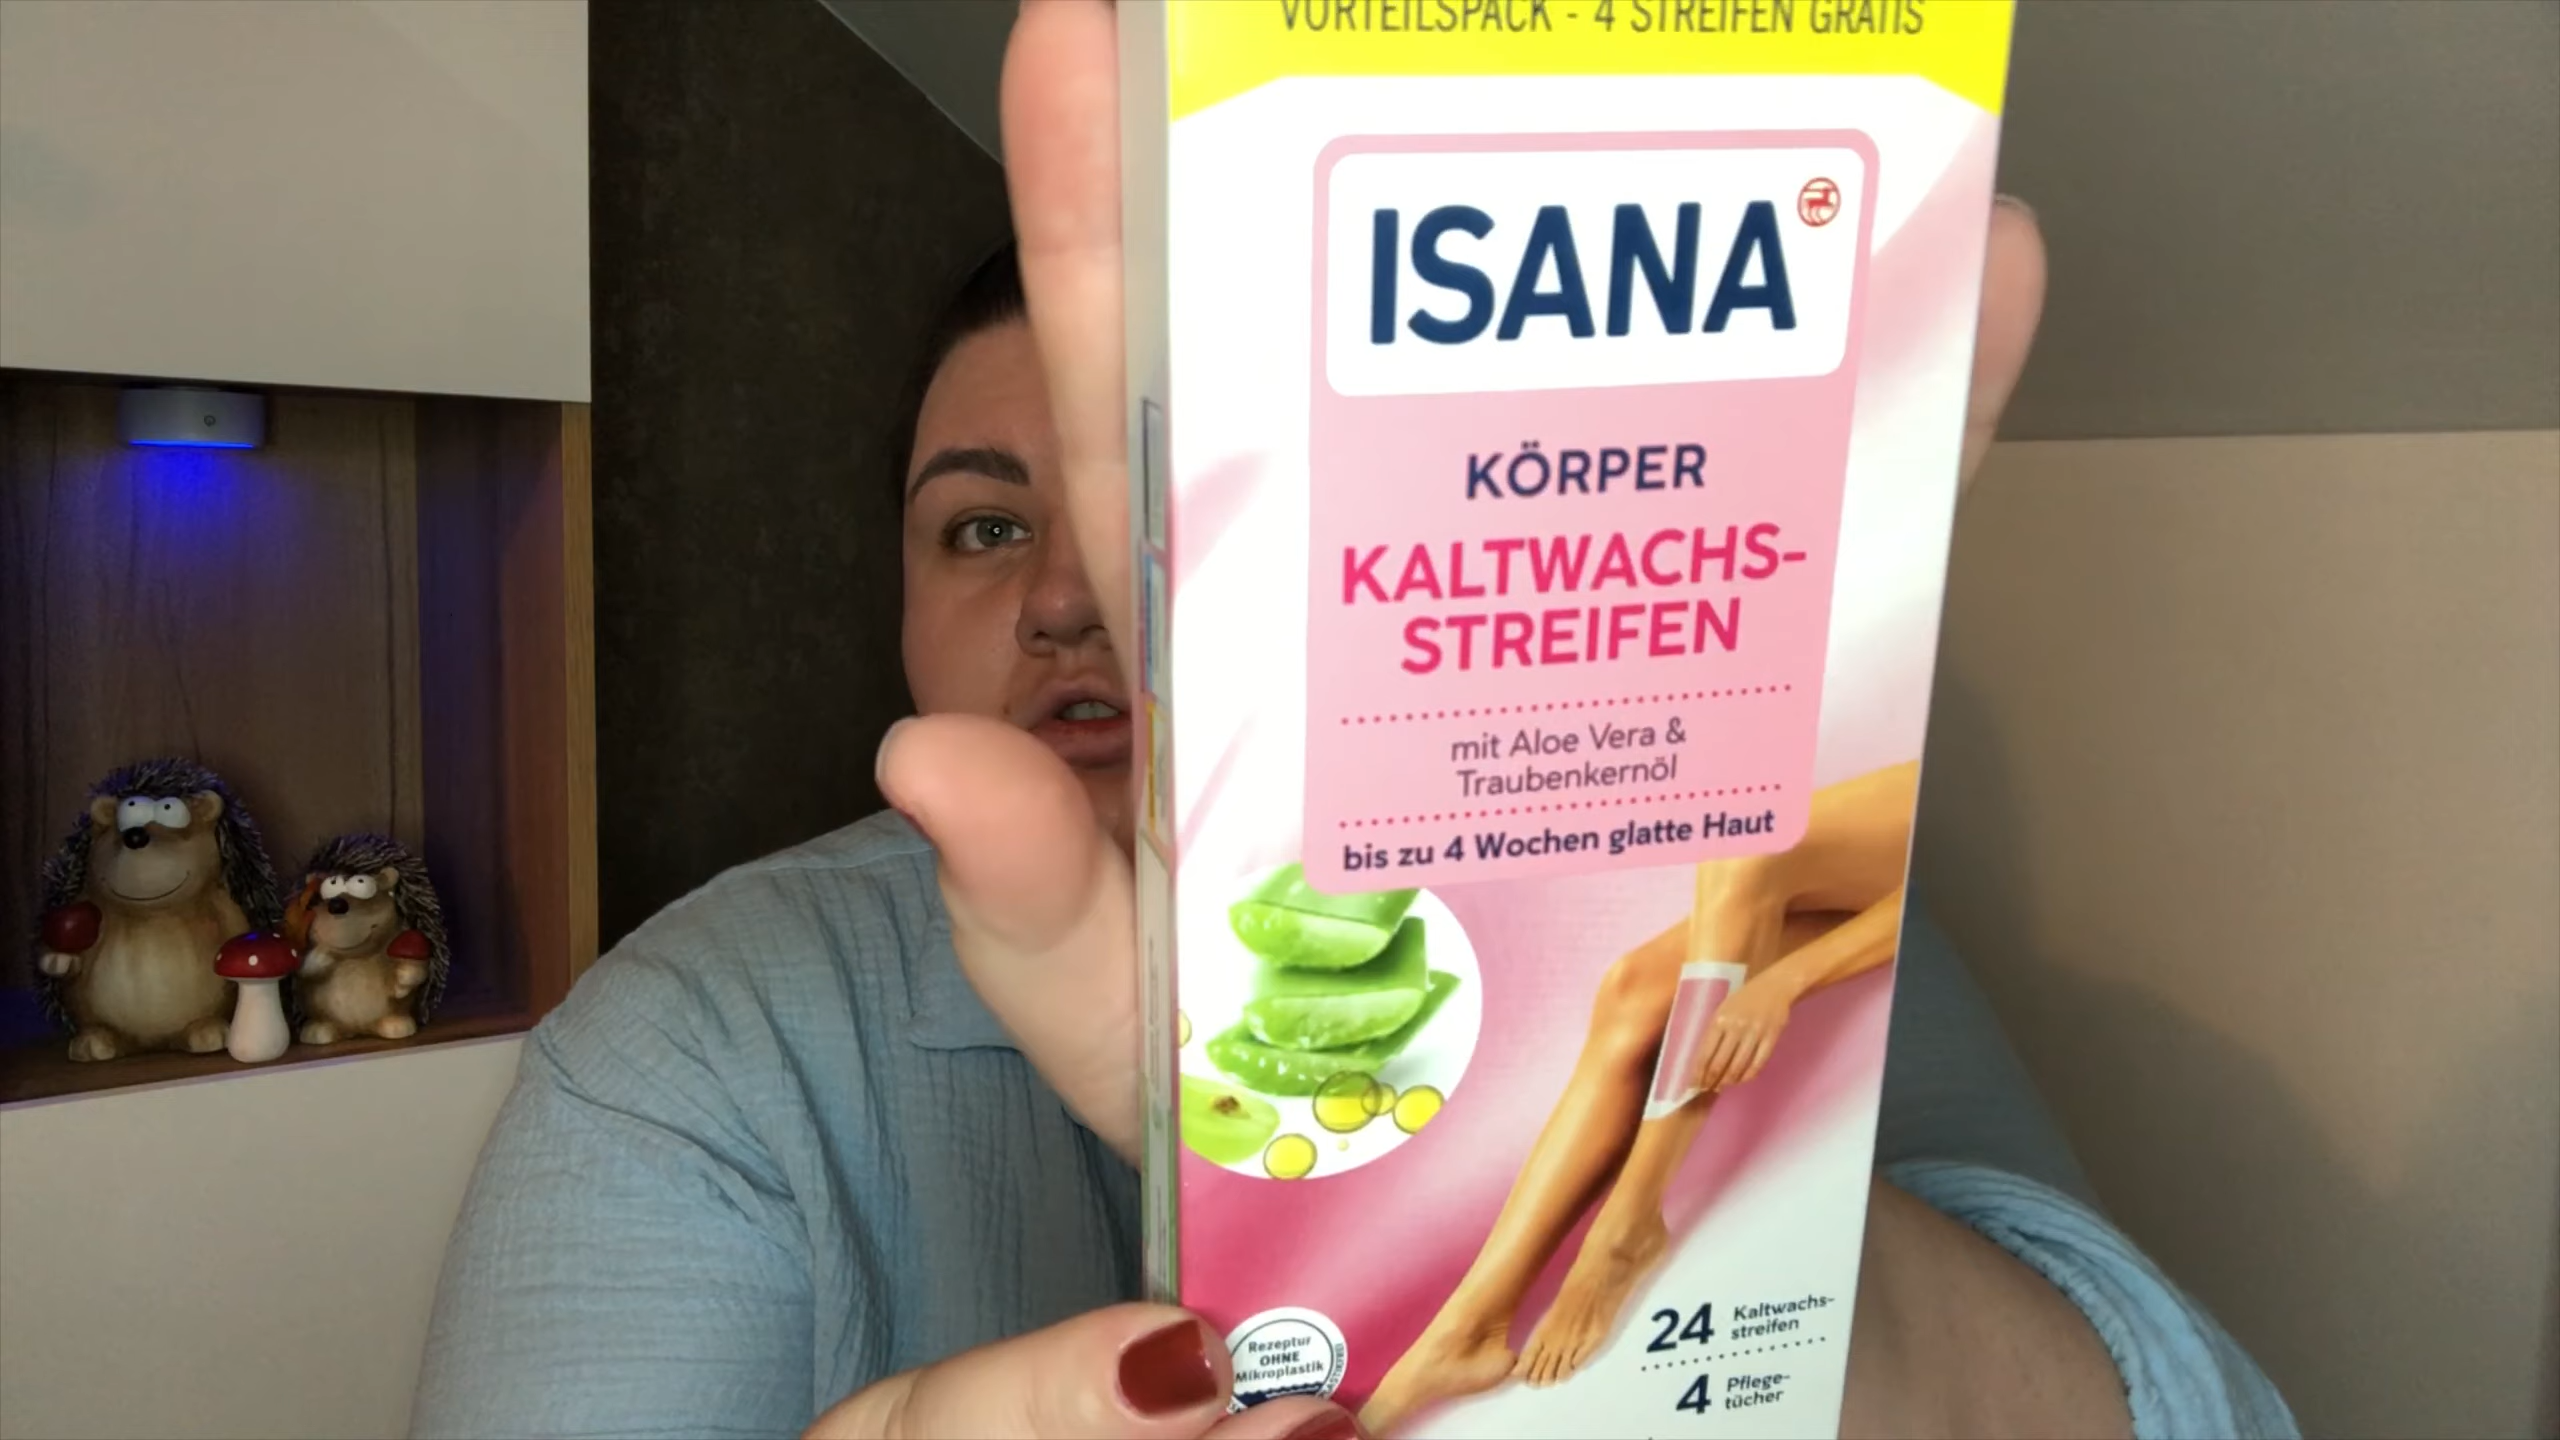 VORTEILSPACK - 4 STREIFEN GRATIS
ISANA
KÖRPER
KALTWACHS-
STREIFEN
mit Aloe Vera &
Traubenkernöl
bis zu 4 Wochen glatte Haut
Rezeptur
OHNE
Mikroplastik
24 Kaltwachs-
streifen
4 Pflege-
tücher